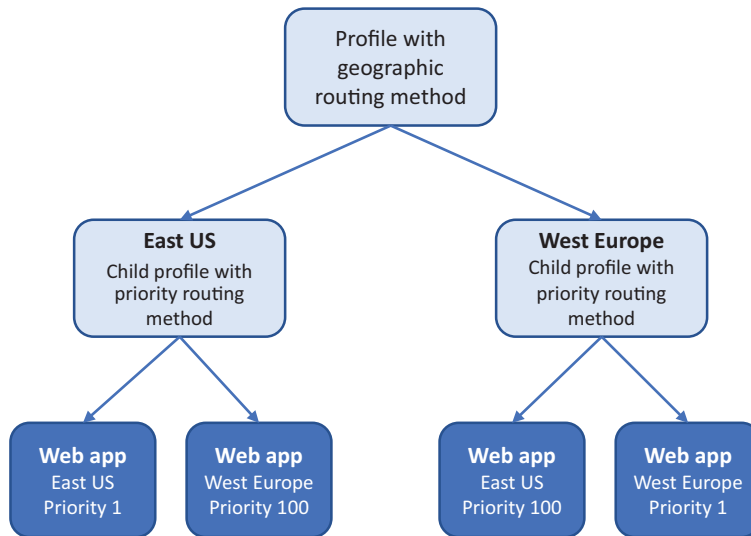 Profile with
geographic
routing method
East US
Child profile with
priority routing
method
West Europe
Child profile with
priority routing
method
Web app
East US
Priority 1
Web app
West Europe
Priority 100
Web app
East US
Priority 100
Web app
West Europe
Priority 1